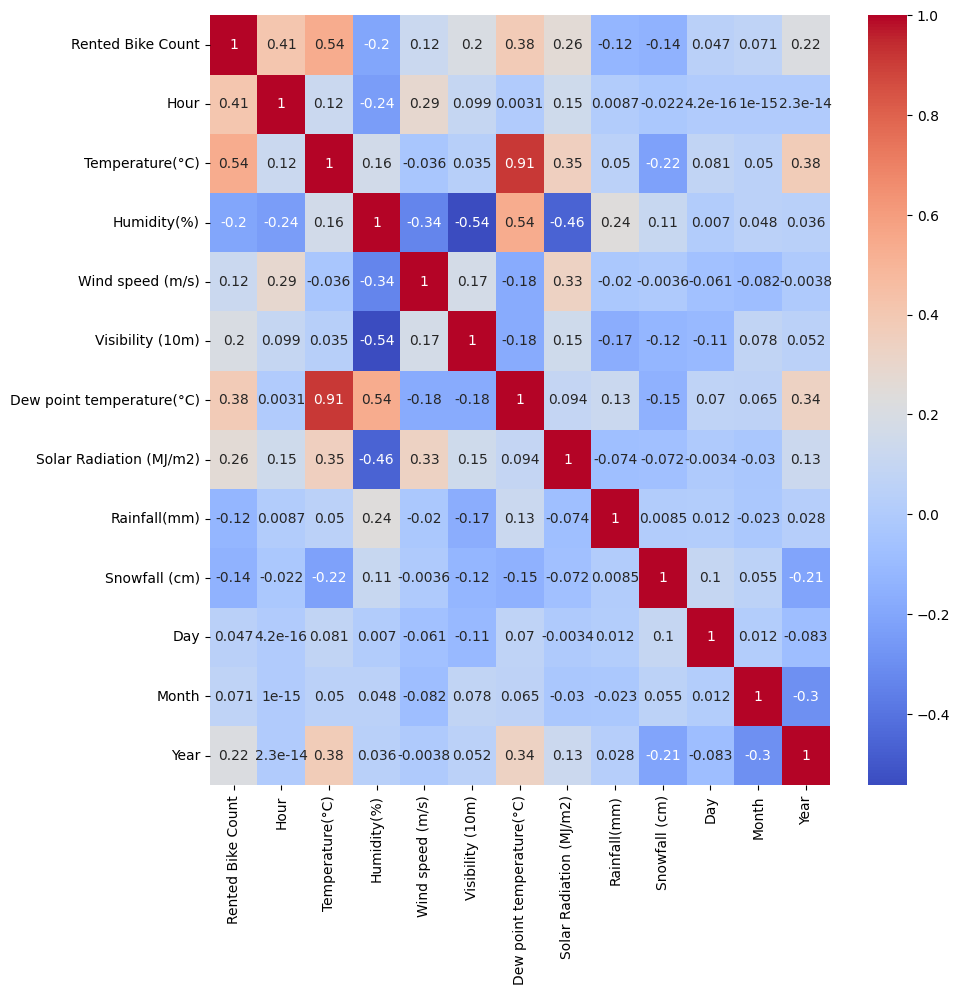 Rented Bike Count 1 0.41 0.54 -0.2 0.12 0.2 0.38 0.26 -0.12 -0.14 0.047 0.071 0.22
Hour 0.41 1 0.12 -0.24 0.29 0.099 0.0031 0.15 0.0087 -0.022 4.2e-16 1e-15 2.3e-14
Temperature(°C) 0.54 0.12 1 0.16 -0.036 0.035 0.91 0.35 0.05 -0.22 0.081 0.05 0.38
Humidity(%) -0.2 -0.24 0.16 1 -0.34 -0.54 0.54 -0.46 0.24 0.11 0.007 0.048 0.036
Wind speed (m/s) 0.12 0.29 -0.036 -0.34 1 0.17 -0.18 0.33 -0.02 -0.0036 -0.061 -0.082 -0.0038
Visibility (10m) 0.2 0.099 0.035 -0.54 0.17 1 -0.18 0.15 -0.17 -0.12 -0.11 0.078 0.052
Dew point temperature(°C) 0.38 0.0031 0.91 0.54 -0.18 -0.18 1 0.094 0.13 -0.15 0.07 0.065 0.34
Solar Radiation (MJ/m2) 0.26 0.15 0.35 -0.46 0.33 0.15 0.094 1 -0.074 -0.072 -0.0034 -0.03 0.13
Rainfall(mm) -0.12 0.0087 0.05 0.24 -0.02 -0.17 0.13 -0.074 1 0.0085 0.012 -0.023 0.028
Snowfall (cm) -0.14 -0.022 -0.22 0.11 -0.0036 -0.12 -0.15 -0.072 0.0085 1 0.1 0.055 -0.21
Day 0.047 4.2e-16 0.081 0.007 -0.061 -0.11 0.07 -0.0034 0.012 0.1 1 0.012 -0.083
Month 0.071 1e-15 0.05 0.048 -0.082 0.078 0.065 -0.03 -0.023 0.055 0.012 1 -0.3
Year 0.22 2.3e-14 0.38 0.036 -0.0038 0.052 0.34 0.13 0.028 -0.21 -0.083 -0.3 1
Rented Bike Count
Hour
Temperature(°C)
Humidity(%)
Wind speed (m/s)
Visibility (10m)
Dew point temperature(°C)
Solar Radiation (MJ/m2)
Rainfall(mm)
Snowfall (cm)
Day
Month
Year
1.0
0.8
0.6
0.4
0.2
0.0
−0.2
−0.4